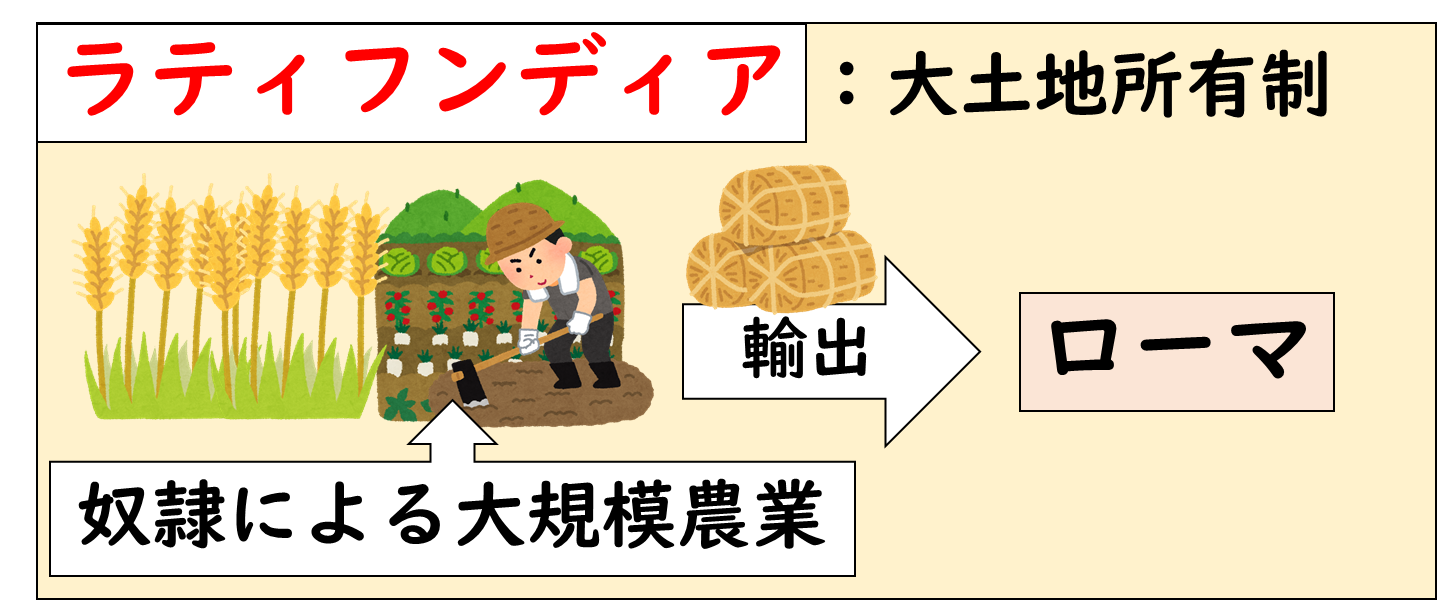 ラティフンディア：大土地所有制
輸出
ローマ
奴隷による大規模農業